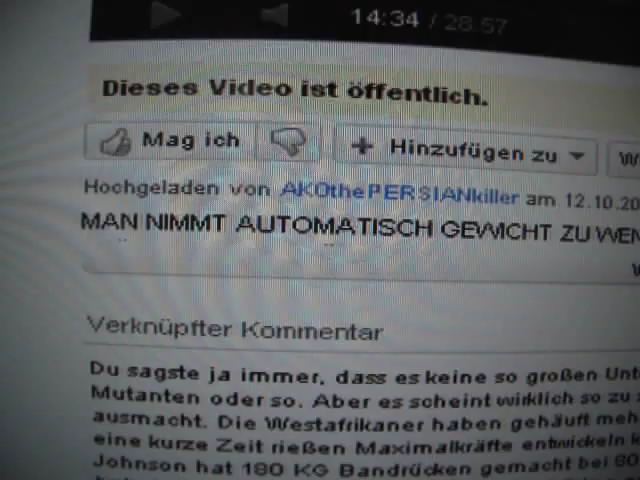 14:34 / 28:57
Dieses Video ist öffentlich.
Mag ich
Hinzufügen zu
Hochgeladen von AKOthePERSIANkiller am 12.10.20
MAN NIMMT AUTOMATISCH GEWICHT ZU WEN
Verknüpfter Kommentar
Du sagste ja immer, dass es keine so großen Unt
Mutanten oder so. Aber es scheint wirklich so zu
ausmacht. Die Westafrikaner haben gehäuft meh
eine kurze Zeit rießen Maximalkräfte entwickeln k
Johnson hat 180 KG Bandrücken gemacht bei 80